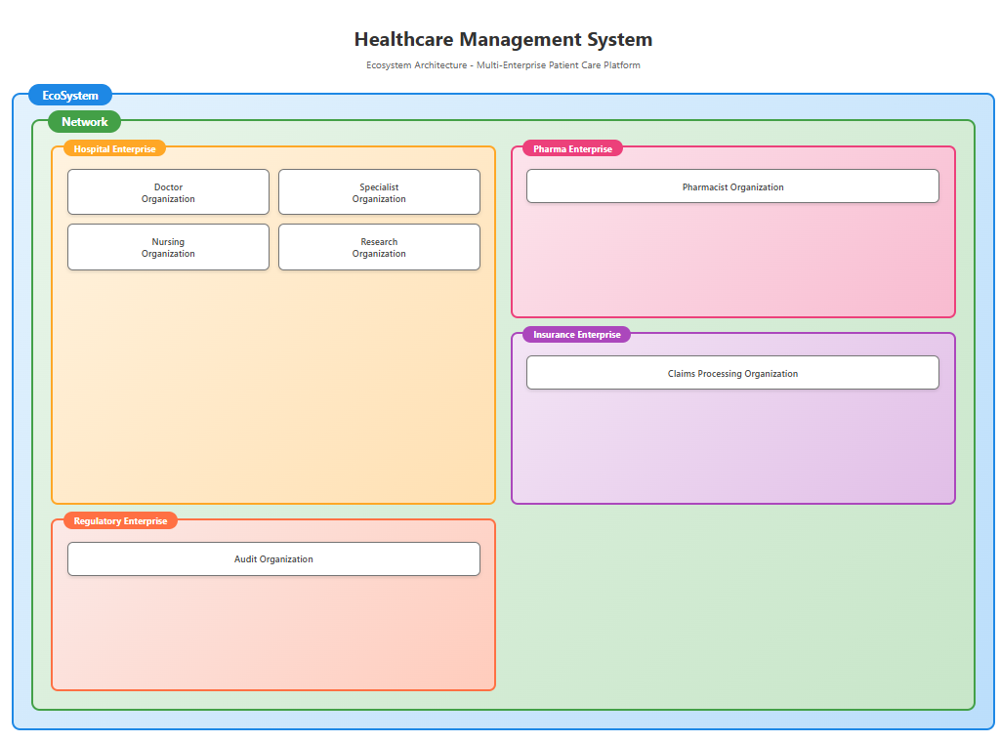 Healthcare Management System
Ecosystem Architecture - Multi-Enterprise Patient Care Platform
EcoSystem
Network
Hospital Enterprise
Doctor
Organization
Specialist
Organization
Nursing
Organization
Research
Organization
Pharma Enterprise
Pharmacist Organization
Insurance Enterprise
Claims Processing Organization
Regulatory Enterprise
Audit Organization